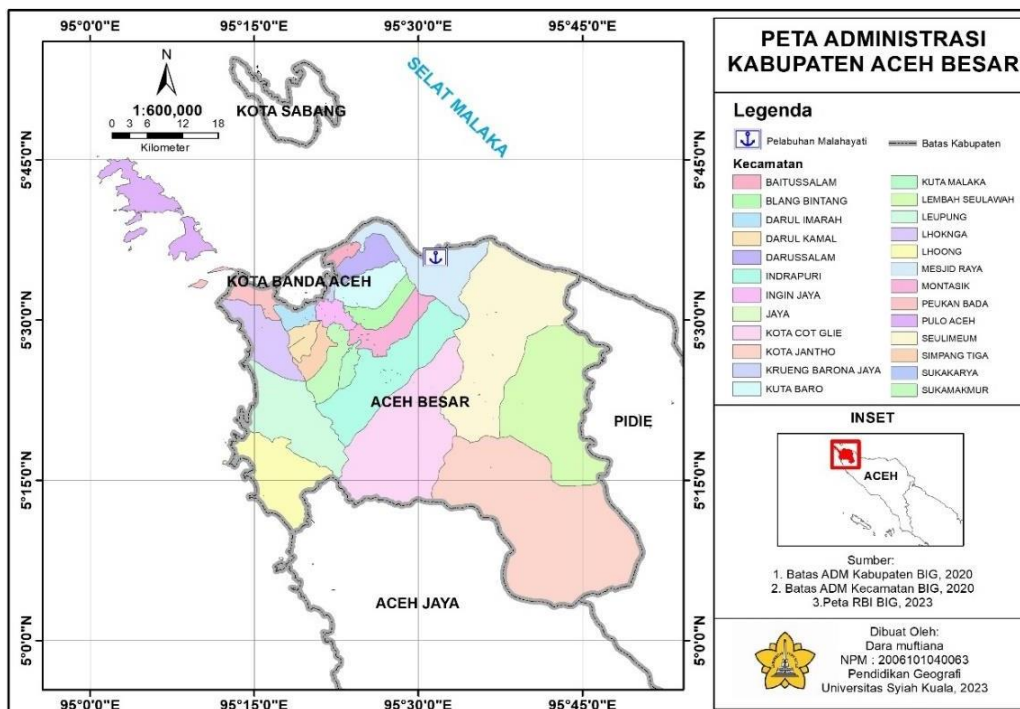 95°0'0"E 95°15'0"E 95°30'0"E 95°45'0"E
N
1:600,000
0 3 6 12 18
Kilometer
KOTA SABANG
SELAT MALAKA
5°45'0"N 5°45'0"N
KOTA BANDA ACEH
5°30'0"N 5°30'0"N
ACEH BESAR
PIDIE
5°15'0"N 5°15'0"N
ACEH JAYA
5°0'0"N 5°0'0"N
95°0'0"E 95°15'0"E 95°30'0"E 95°45'0"E
PETA ADMINISTRASI
KABUPATEN ACEH BESAR
Legenda
Pelabuhan Malahayati
Batas Kabupaten
Kecamatan
BAITUSSALAM
BLANG BINTANG
DARUL IMARAH
DARUL KAMAL
DARUSSALAM
INDRAPURI
INGIN JAYA
JAYA
KOTA COT GLIE
KOTA JANTHO
KRUENG BARONA JAYA
KUTA BARO
KUTA MALAKA
LEMBAH SEULAWAH
LEUPUNG
LHOKNGA
LHOONG
MESJID RAYA
MONTASIK
PEUKAN BADA
PULO ACEH
SEULIMEUM
SIMPANG TIGA
SUKAKARYA
SUKAMAKMUR
INSET
ACEH
Sumber:
1. Batas ADM Kabupaten BIG, 2020
2. Batas ADM Kecamatan BIG, 2020
3.Peta RBI BIG, 2023
Dibuat Oleh:
Dara muftiana
NPM : 2006101040063
Pendidikan Geografi
Universitas Syiah Kuala, 2023